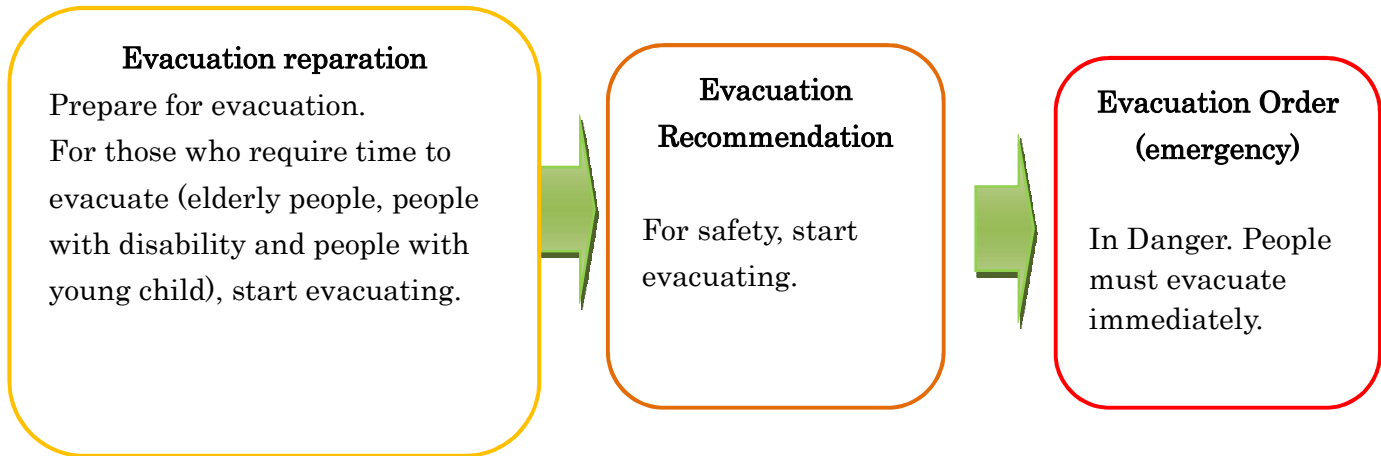 Evacuation reparation
Prepare for evacuation.
For those who require time to
evacuate (elderly people, people
with disability and people with
young child), start evacuating.
Evacuation
Recommendation
For safety, start
evacuating.
Evacuation Order
(emergency)
In Danger. People
must evacuate
immediately.